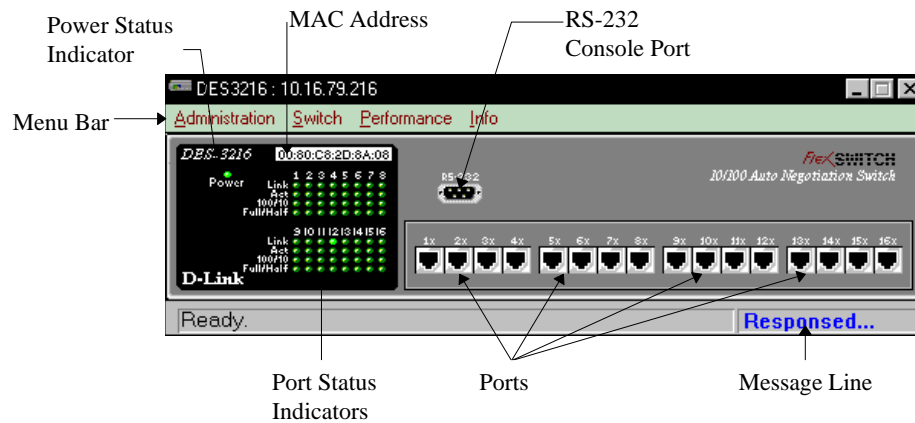 Power Status
Indicator
MAC Address
RS-232
Console Port
DES3216 : 10.16.79.216
Menu Bar
Administration Switch Performance Info
DES-3216 00:80:C8:2D:8A:08
Power
1 2 3 4 5 6 7 8
Link
Act
100/10
Full/Half
9 10 11 12 13 14 15 16
Link
Act
100/10
Full/Half
D-Link
RS-232
FlexSWITCH
10/100 Auto Negotiation Switch
1x 2x 3x 4x 5x 6x 7x 8x 9x 10x 11x 12x 13x 14x 15x 16x
Ready.
Responsed...
Port Status
Indicators
Ports
Message Line